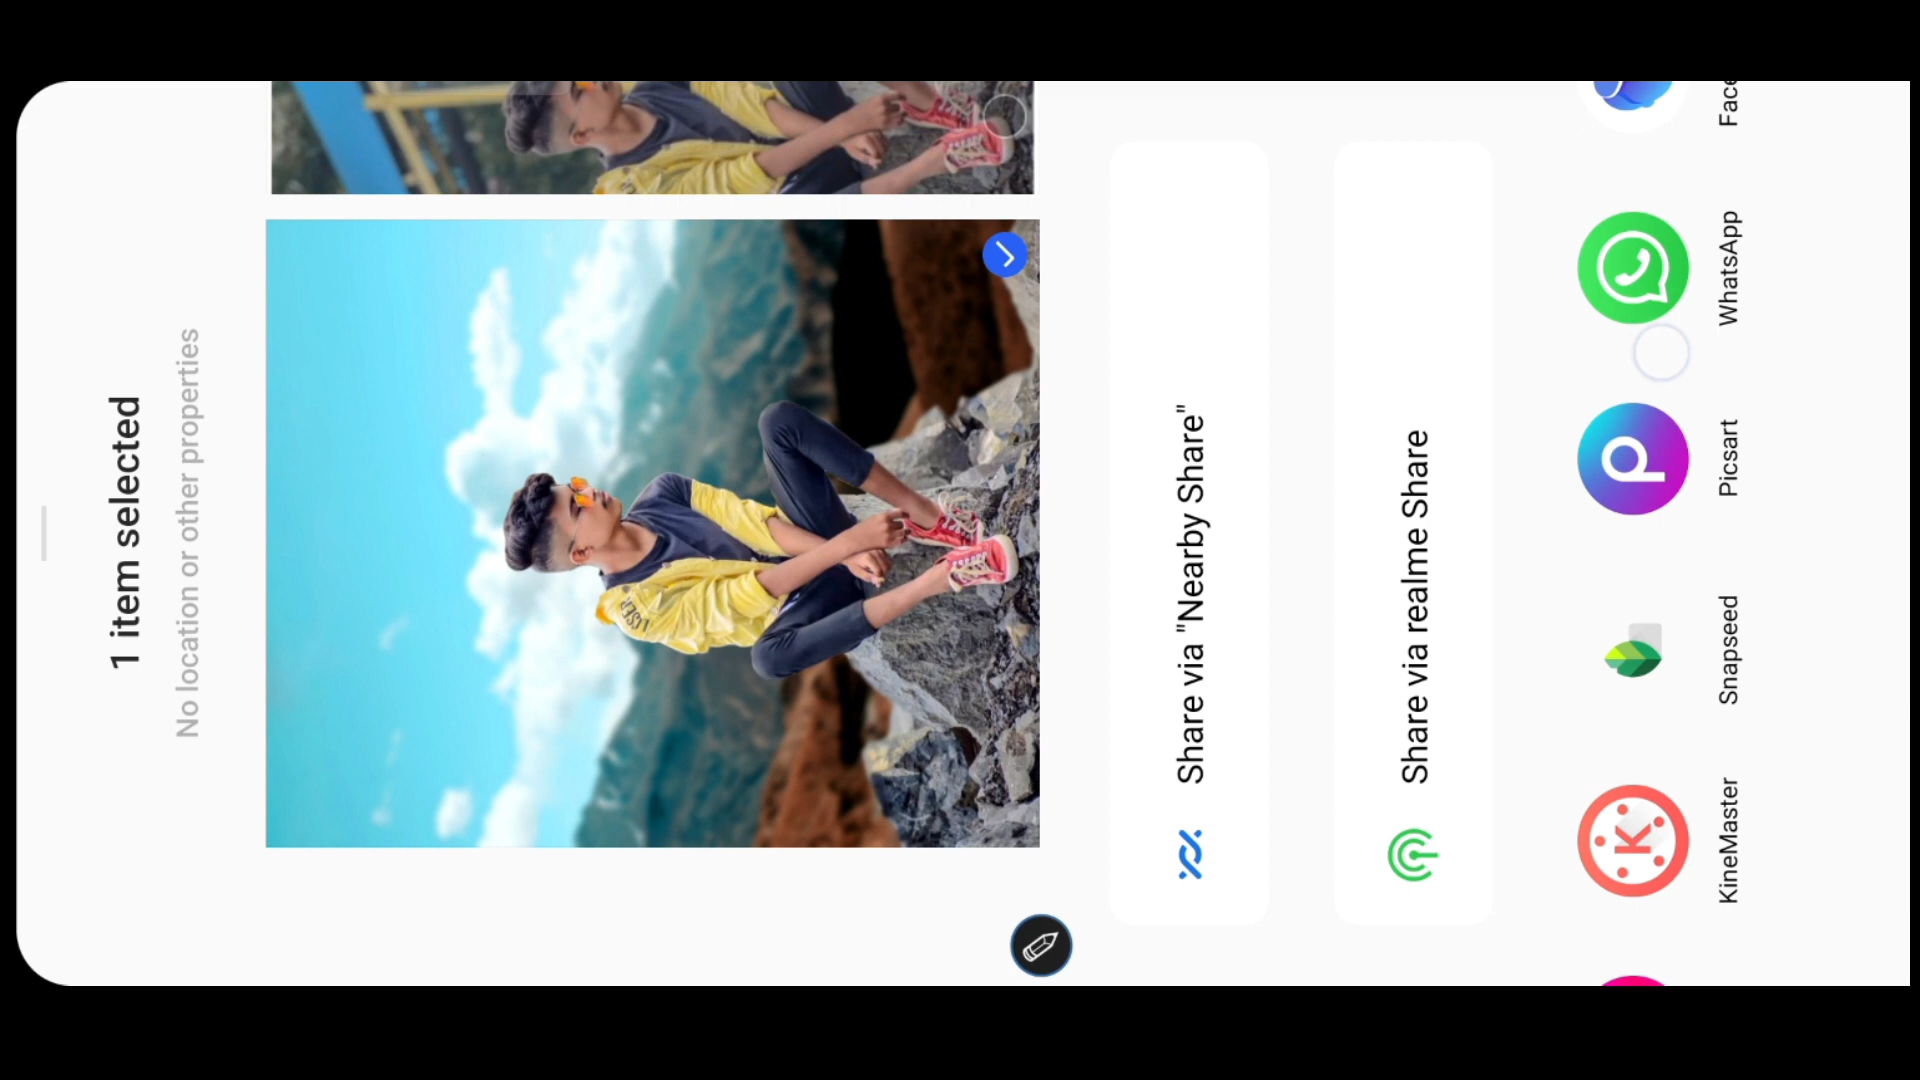 1 item selected
No location or other properties
Share via "Nearby Share"
Share via realme Share
KineMaster
Snapseed
Picsart
WhatsApp
Face